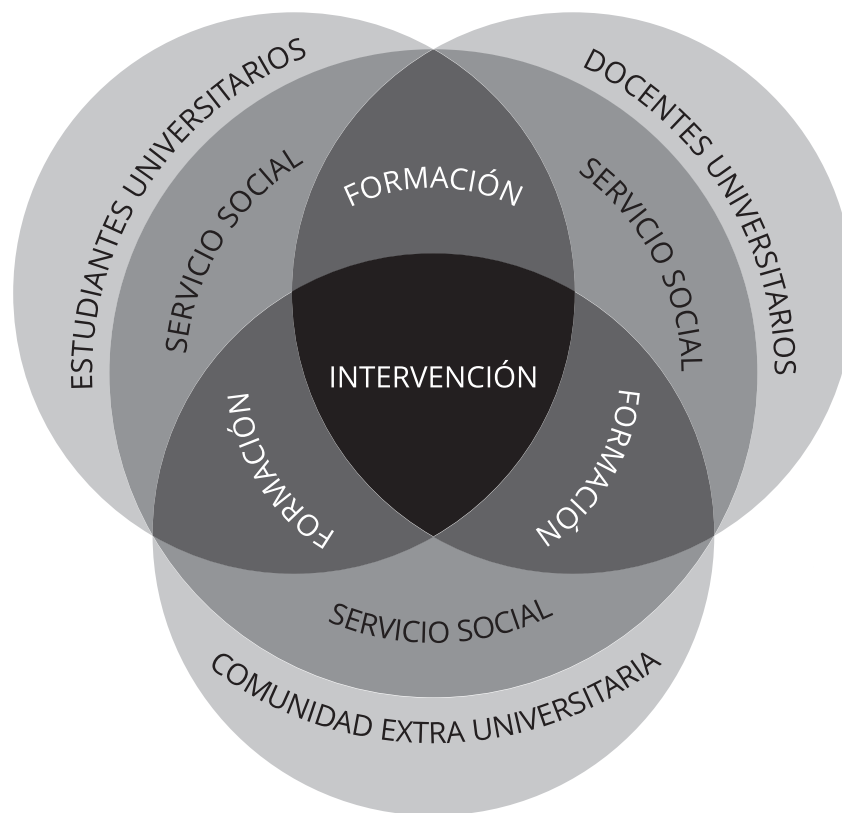 ESTUDIANTES UNIVERSITARIOS
DOCENTES UNIVERSITARIOS
SERVICIO SOCIAL
FORMACIÓN
SERVICIO SOCIAL
INTERVENCIÓN
FORMACIÓN
FORMACIÓN
SERVICIO SOCIAL
COMUNIDAD EXTRA UNIVERSITARIA